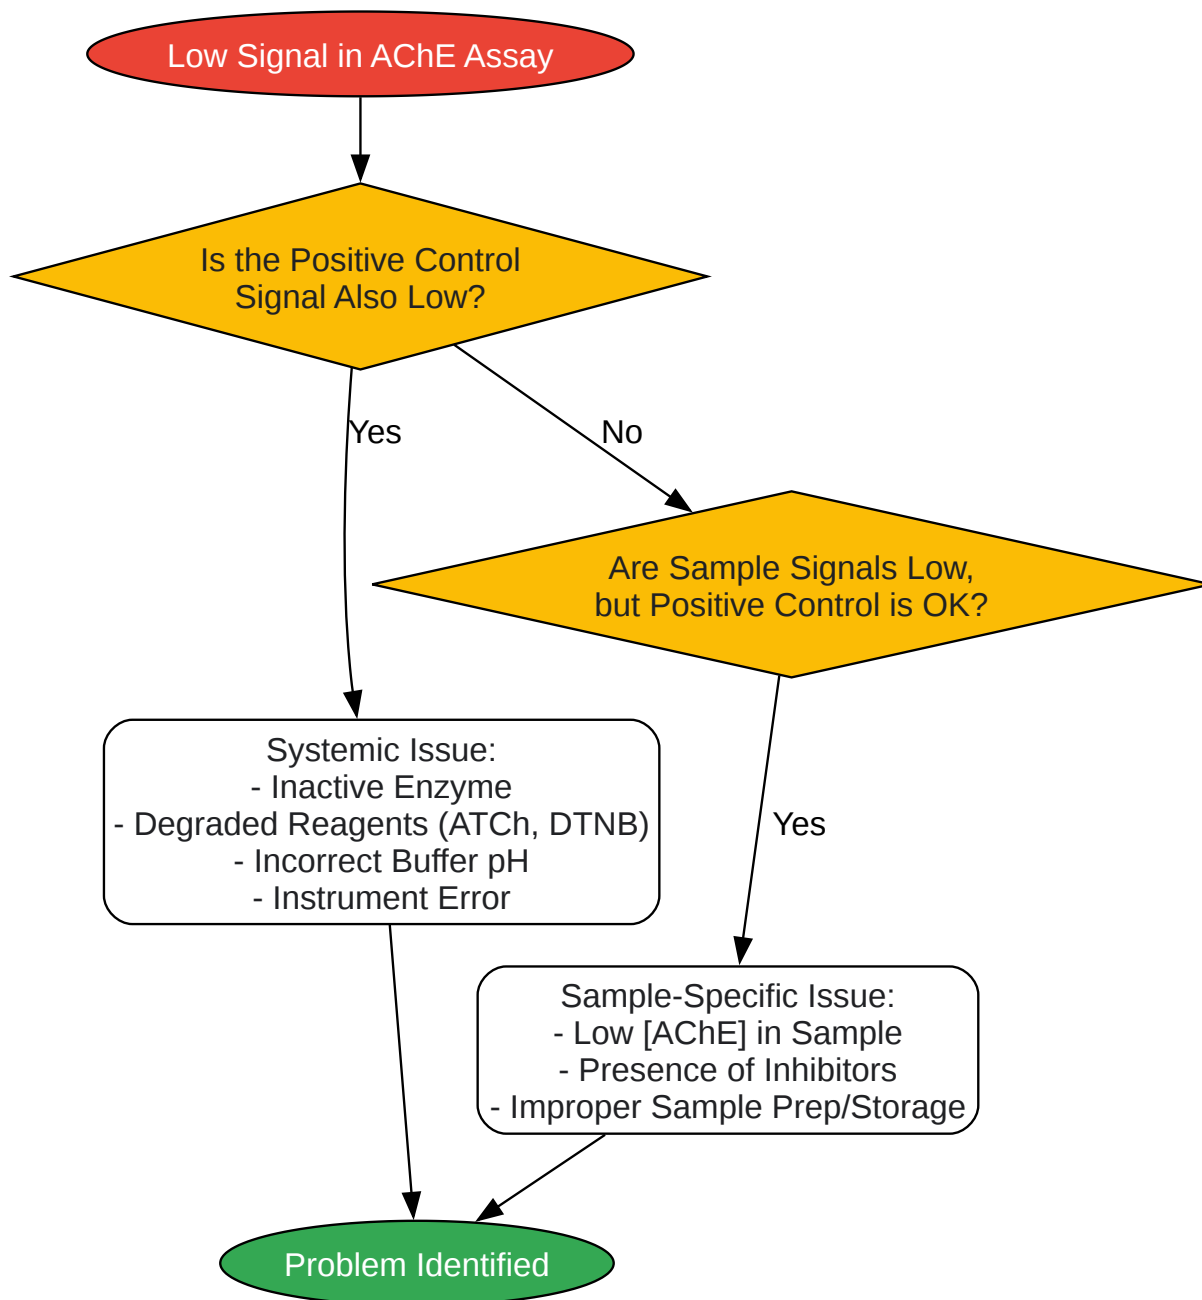 Low Signal in AChE Assay
Is the Positive Control
Signal Also Low?
Yes
No
Are Sample Signals Low,
but Positive Control is OK?
Systemic Issue:
- Inactive Enzyme
- Degraded Reagents (ATCh, DTNB)
- Incorrect Buffer pH
- Instrument Error
Yes
Sample-Specific Issue:
- Low [AChE] in Sample
- Presence of Inhibitors
- Improper Sample Prep/Storage
Problem Identified